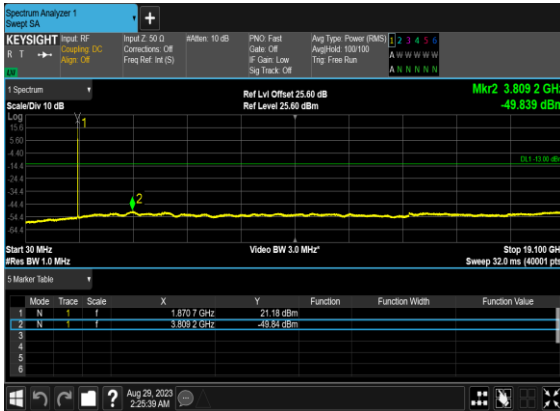 Spectrum Analyzer 1
Swept SA
+
KEYSIGHT Input: RF Input Z: 50 Ω #Atten: 10 dB PNO: Fast Avg Type: Power (RMS) 1 2 3 4 5 6
R T Coupling: DC Corrections: Off Gate: Off Avg|Hold: 100/100 A W W W W W
Align: Off Freq Ref: Int (S) IF Gain: Low Trig: Free Run
Sig Track: Off A N N N N N
1 Spectrum Ref Lvl Offset 25.60 dB Mkr2 3.809 2 GHz
Scale/Div 10 dB Ref Level 25.60 dBm -49.839 dBm
Log
15.6 1
5.60
-4.40
DL1 -13.00 dBm
-14.4
-24.4
-34.4
-44.4 2
-54.4
-64.4
Start 30 MHz Video BW 3.0 MHz* Stop 19.100 GHz
#Res BW 1.0 MHz Sweep 32.0 ms (40001 pts)
5 Marker Table
Mode Trace Scale X Y Function Function Width Function Value
1 N 1 f 1.870 7 GHz 21.18 dBm
2 N 1 f 3.809 2 GHz -49.84 dBm
3
4
5
6
? Aug 29, 2023
2:25:39 AM